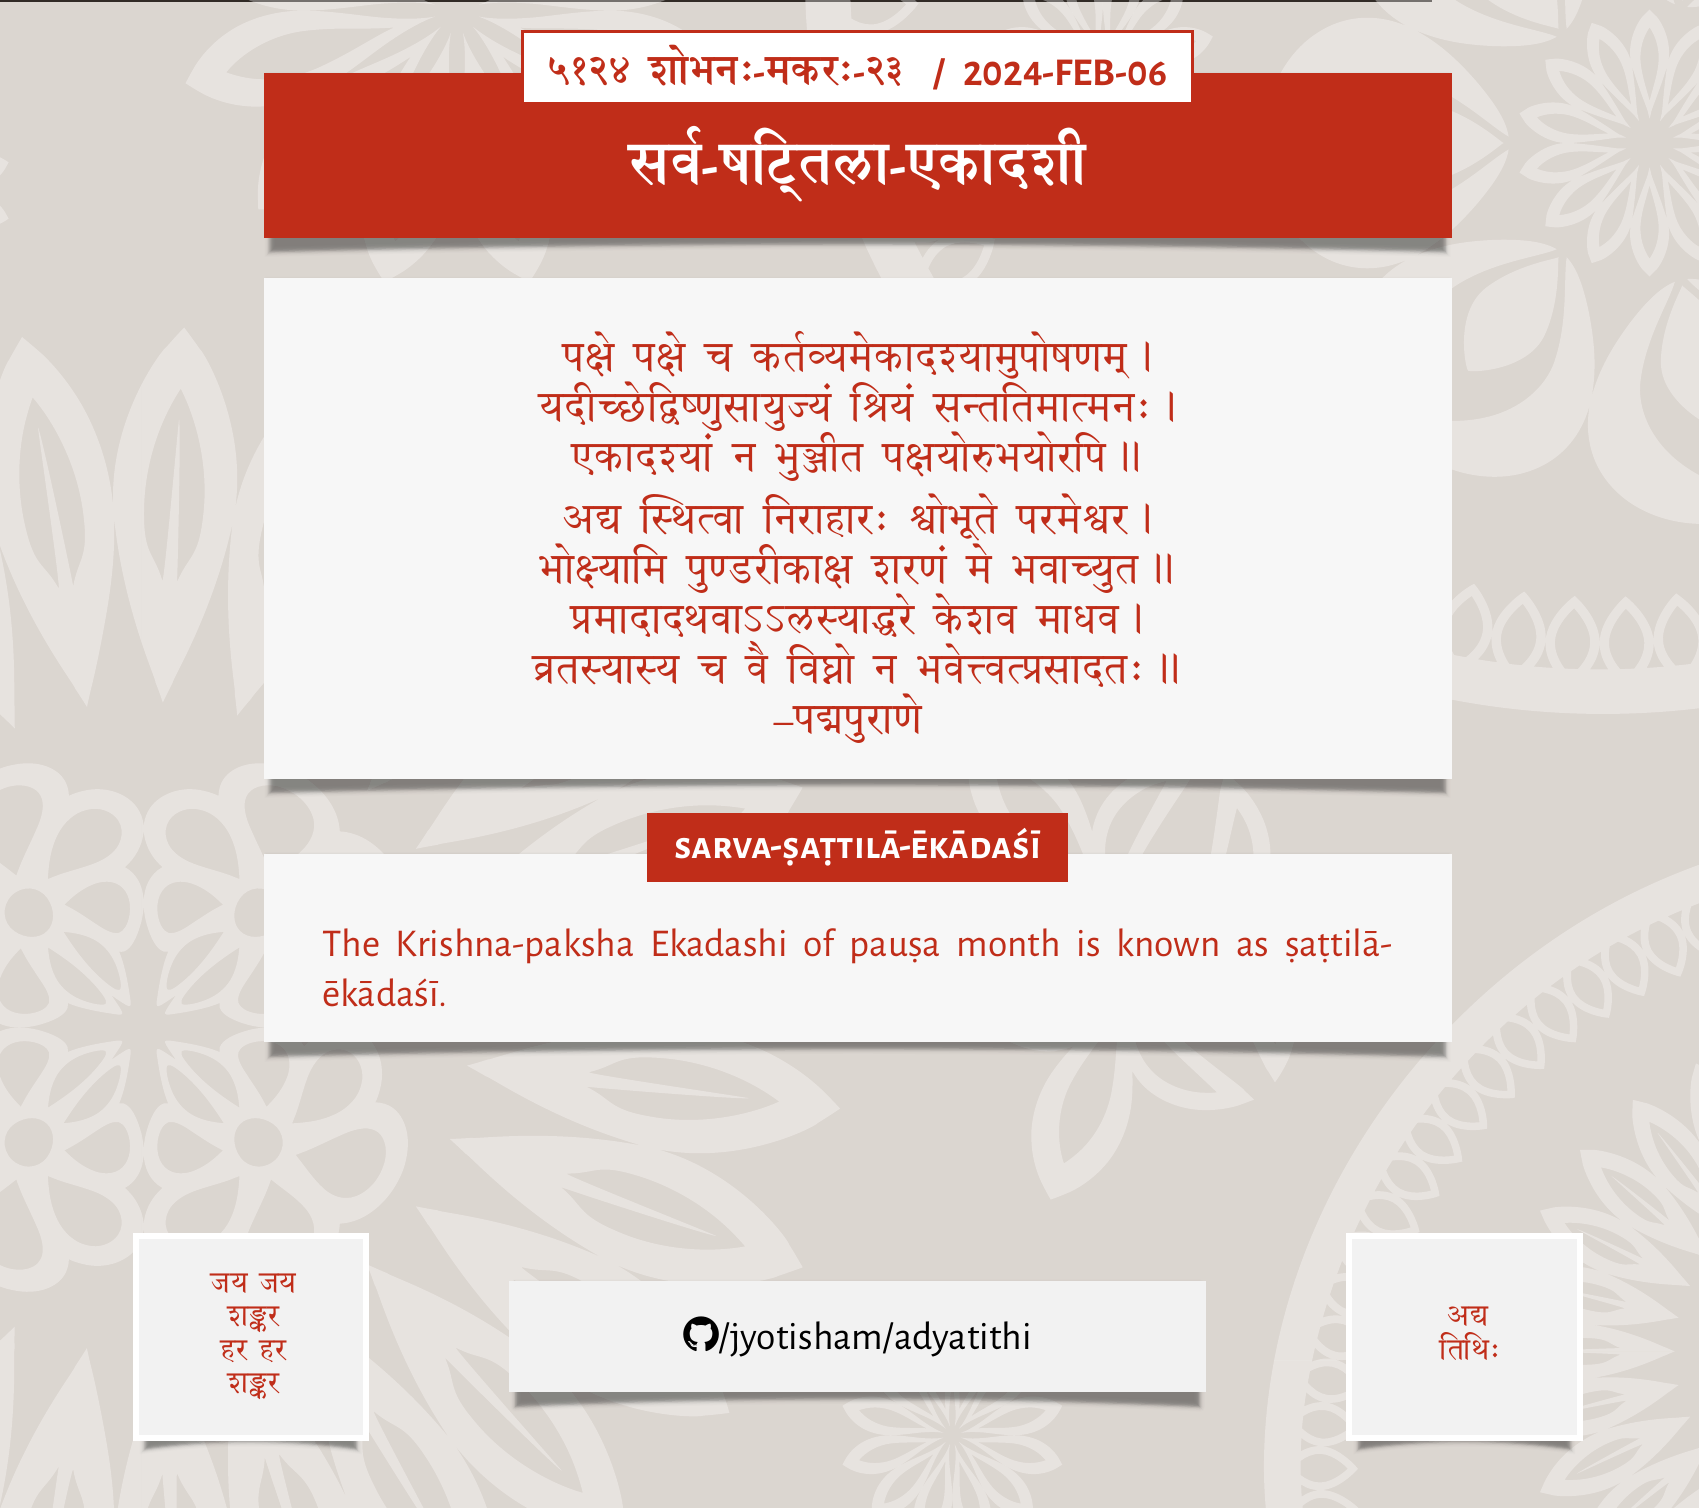 ५१२४ शोभनः-मकरः-२३ / 2024-FEB-06
सर्व-षट्तिला-एकादशी
पक्षे पक्षे च कर्तव्यमेकादश्यामुपोषणम्।
यदीच्छेद्विष्णुसायुज्यं श्रियं सन्ततिमात्मनः।
एकादश्यां न भुञ्जीत पक्षयोरुभयोरपि॥
अद्य स्थित्वा निराहारः श्वोभूते परमेश्वर।
भोक्ष्यामि पुण्डरीकाक्ष शरणं मे भवाच्युत॥
प्रमादादथवाऽऽलस्याद्धरे केशव माधव।
व्रतस्यास्य च वै विघ्नो न भवेत्त्वत्प्रसादतः॥
–पद्मपुराणे
SARVA-ṢAṬTILĀ-ĒKĀDAŚĪ
The Krishna-paksha Ekadashi of pauṣa month is known as ṣaṭtilā-
ēkādaśī.
जय जय
शङ्कर
हर हर
शङ्कर
/jyotisham/adyatithi
अद्य
तिथिः